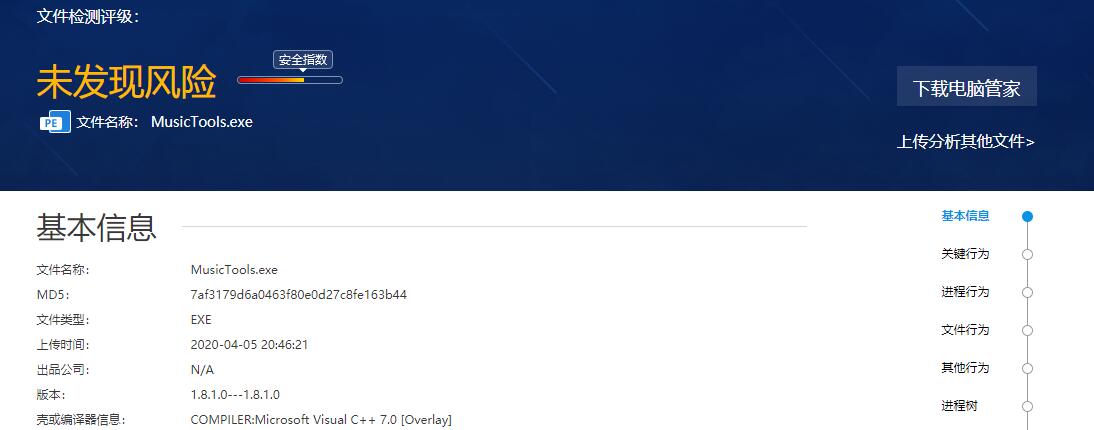 文件检测评级：
安全指数
未发现风险
下载电脑管家
PE 文件名称： MusicTools.exe
上传分析其他文件>
基本信息
文件名称： MusicTools.exe
MD5： 7af3179d6a0463f80e0d27c8fe163b44
文件类型： EXE
上传时间： 2020-04-05 20:46:21
出品公司： N/A
版本： 1.8.1.0---1.8.1.0
壳或编译器信息： COMPILER:Microsoft Visual C++ 7.0 [Overlay]
基本信息
关键行为
进程行为
文件行为
其他行为
进程树